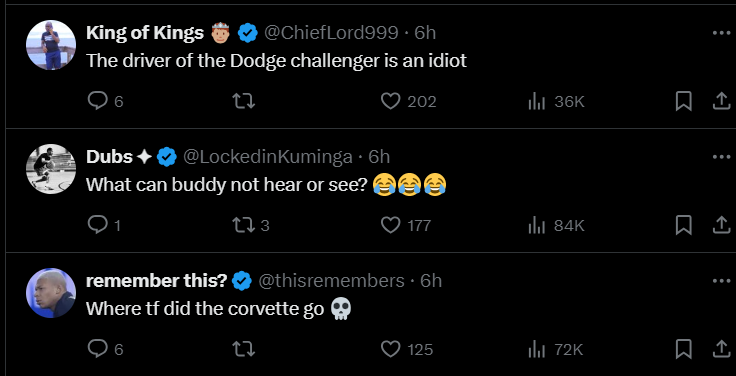 King of Kings 🤴🏽 @ChiefLord999 · 6h
The driver of the Dodge challenger is an idiot
6 202 36K
Dubs ✦ @LockedinKuminga · 6h
What can buddy not hear or see? 😂😂😂
1 3 177 84K
remember this? @thisremembers · 6h
Where tf did the corvette go 💀
6 125 72K